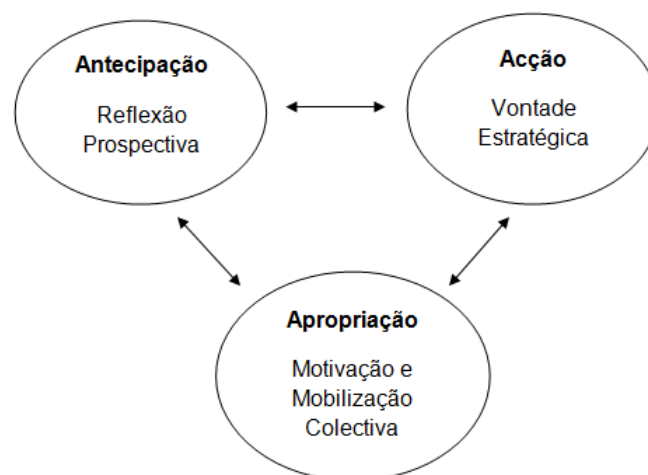 Antecipação
Reflexão
Prospectiva
Acção
Vontade
Estratégica
Apropriação
Motivação e
Mobilização
Colectiva